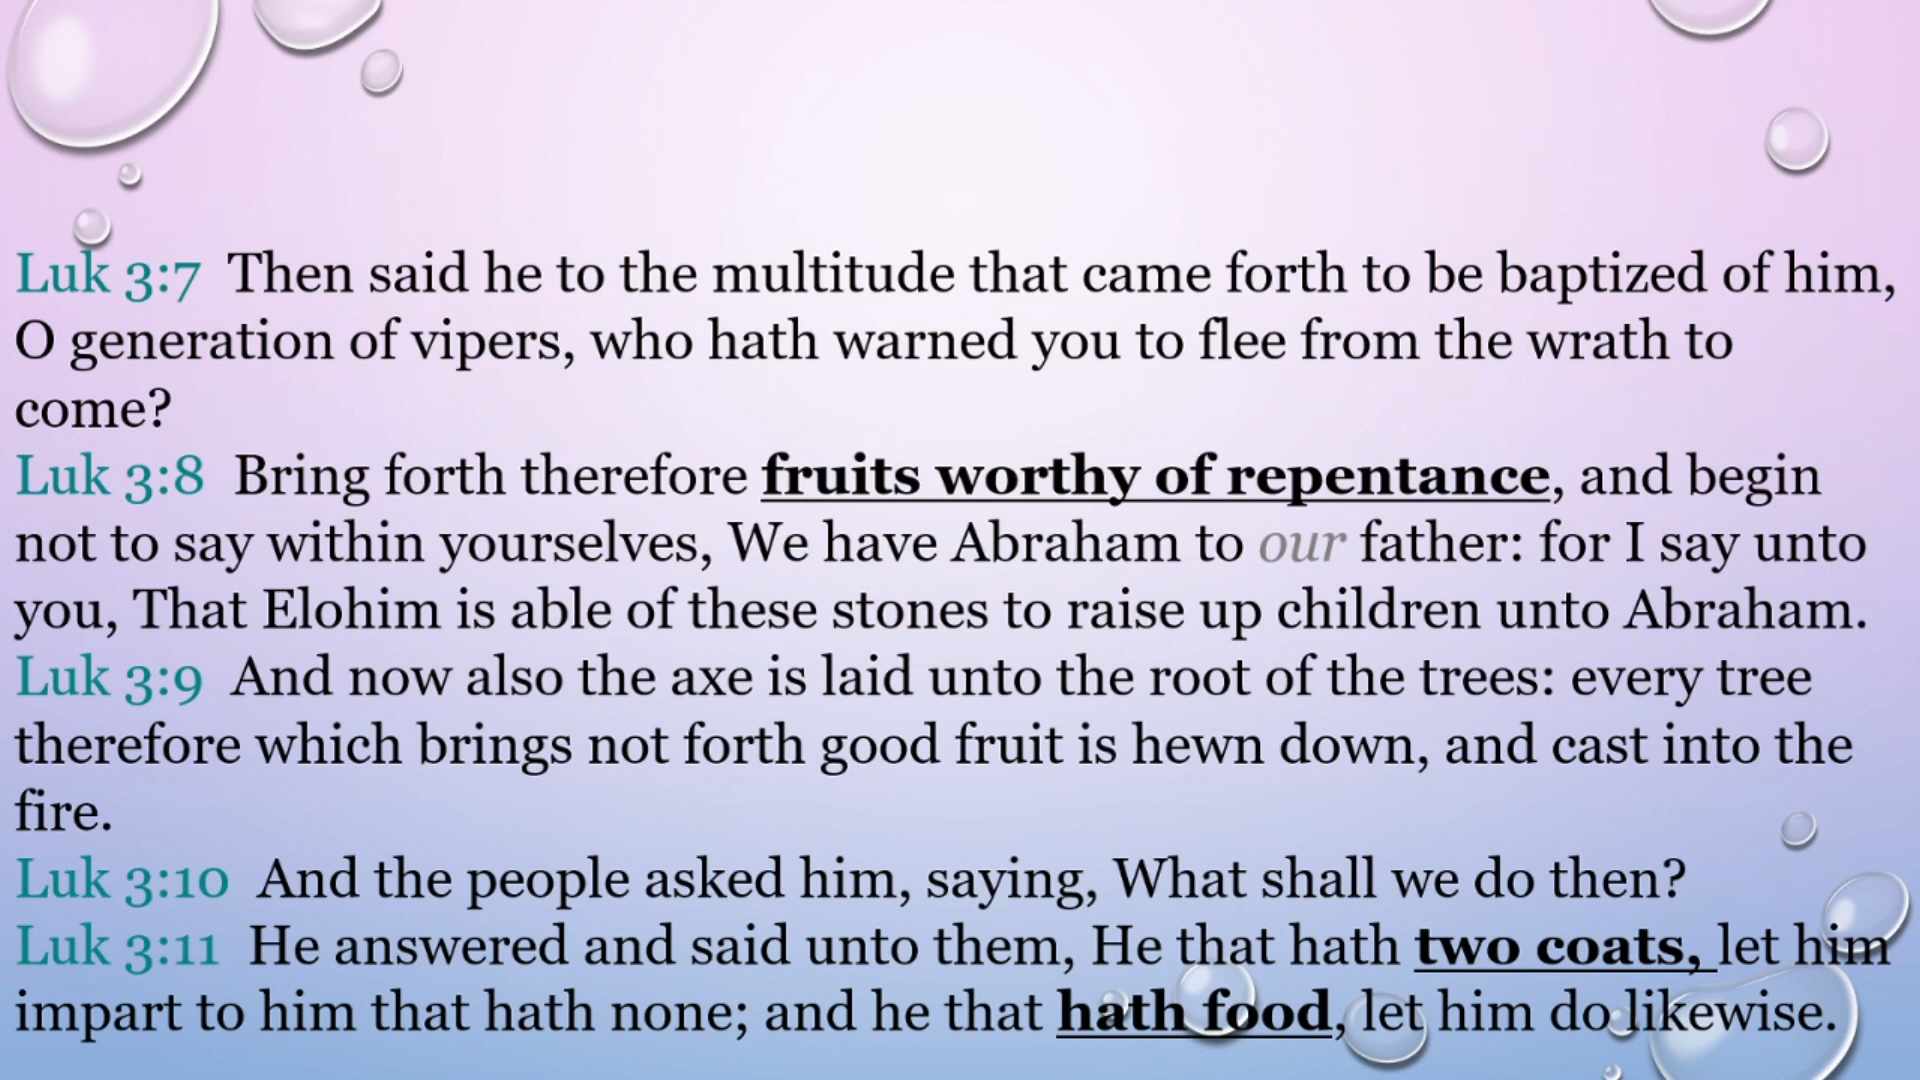 Luk 3:7 Then said he to the multitude that came forth to be baptized of him,
O generation of vipers, who hath warned you to flee from the wrath to
come?
Luk 3:8 Bring forth therefore fruits worthy of repentance, and begin
not to say within yourselves, We have Abraham to our father: for I say unto
you, That Elohim is able of these stones to raise up children unto Abraham.
Luk 3:9 And now also the axe is laid unto the root of the trees: every tree
therefore which brings not forth good fruit is hewn down, and cast into the
fire.
Luk 3:10 And the people asked him, saying, What shall we do then?
Luk 3:11 He answered and said unto them, He that hath two coats, let him
impart to him that hath none; and he that hath food, let him do likewise.